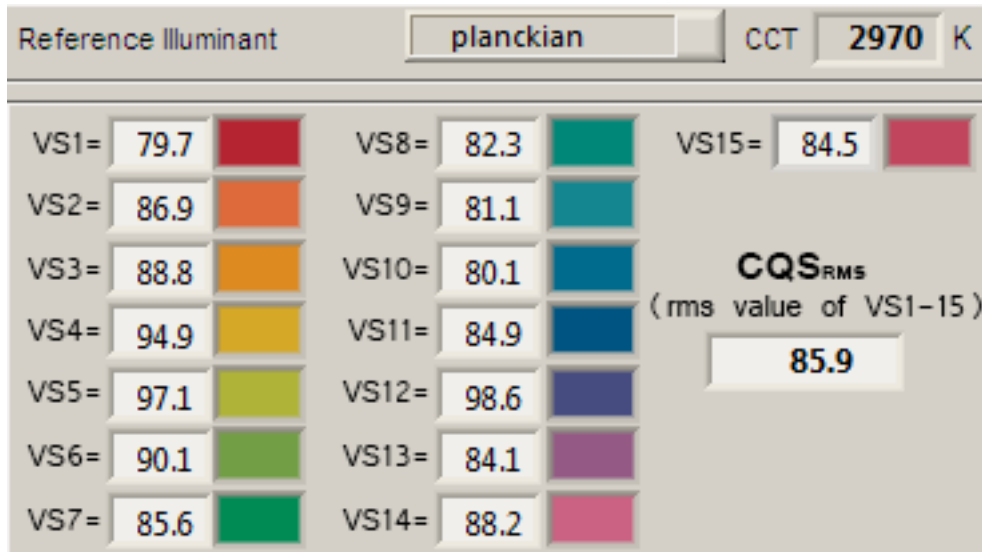 Reference Illuminant planckian CCT 2970 K
VS1= 79.7 VS8= 82.3 VS15= 84.5
VS2= 86.9 VS9= 81.1
VS3= 88.8 VS10= 80.1 CQSRMS
VS4= 94.9 VS11= 84.9 (rms value of VS1-15)
VS5= 97.1 VS12= 98.6 85.9
VS6= 90.1 VS13= 84.1
VS7= 85.6 VS14= 88.2